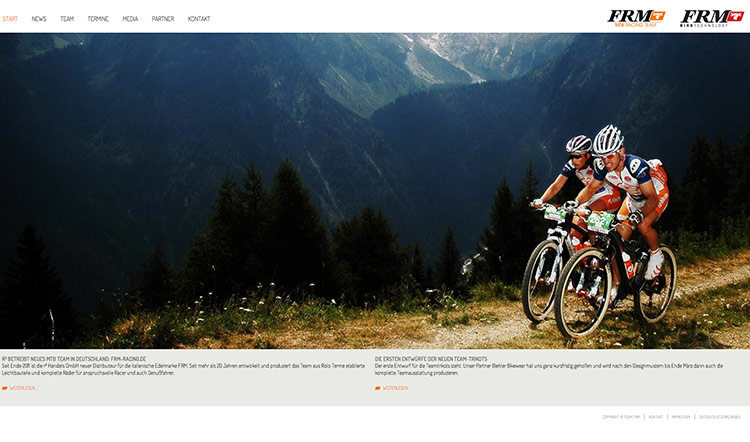 START NEWS TEAM TERMINE MEDIA PARTNER KONTAKT
FRM
MTB RACING TEAM
FRM
BIKETECHNOLOGY
R² BETREIBT NEUES MTB TEAM IN DEUTSCHLAND: FRM-RACING.DE
Seit Ende 2011 ist die r² Handels GmbH neuer Distributeur für die italienische Edelmarke FRM. Seit mehr als 20 Jahren entwickelt und produziert das Team aus Riolo Terme etablierte
Leichtbauteile und komplette Räder für anspruchsvolle Racer und auch Genußfahrer.
WEITERLESEN ...
DIE ERSTEN ENTWÜRFE DER NEUEN TEAM-TRIKOTS
Der erste Entwurf für die Teamtrikots steht. Unser Partner Biehler Bikewear hat uns ganz kurzfristig geholfen und wird nach den Designmustern bis Ende März dann auch die
komplette Teamausstattung produzieren.
WEITERLESEN ...
COPYRIGHT © TEAM FRM | KONTAKT | IMPRESSUM | DATENSCHUTZERKLÄRUNG